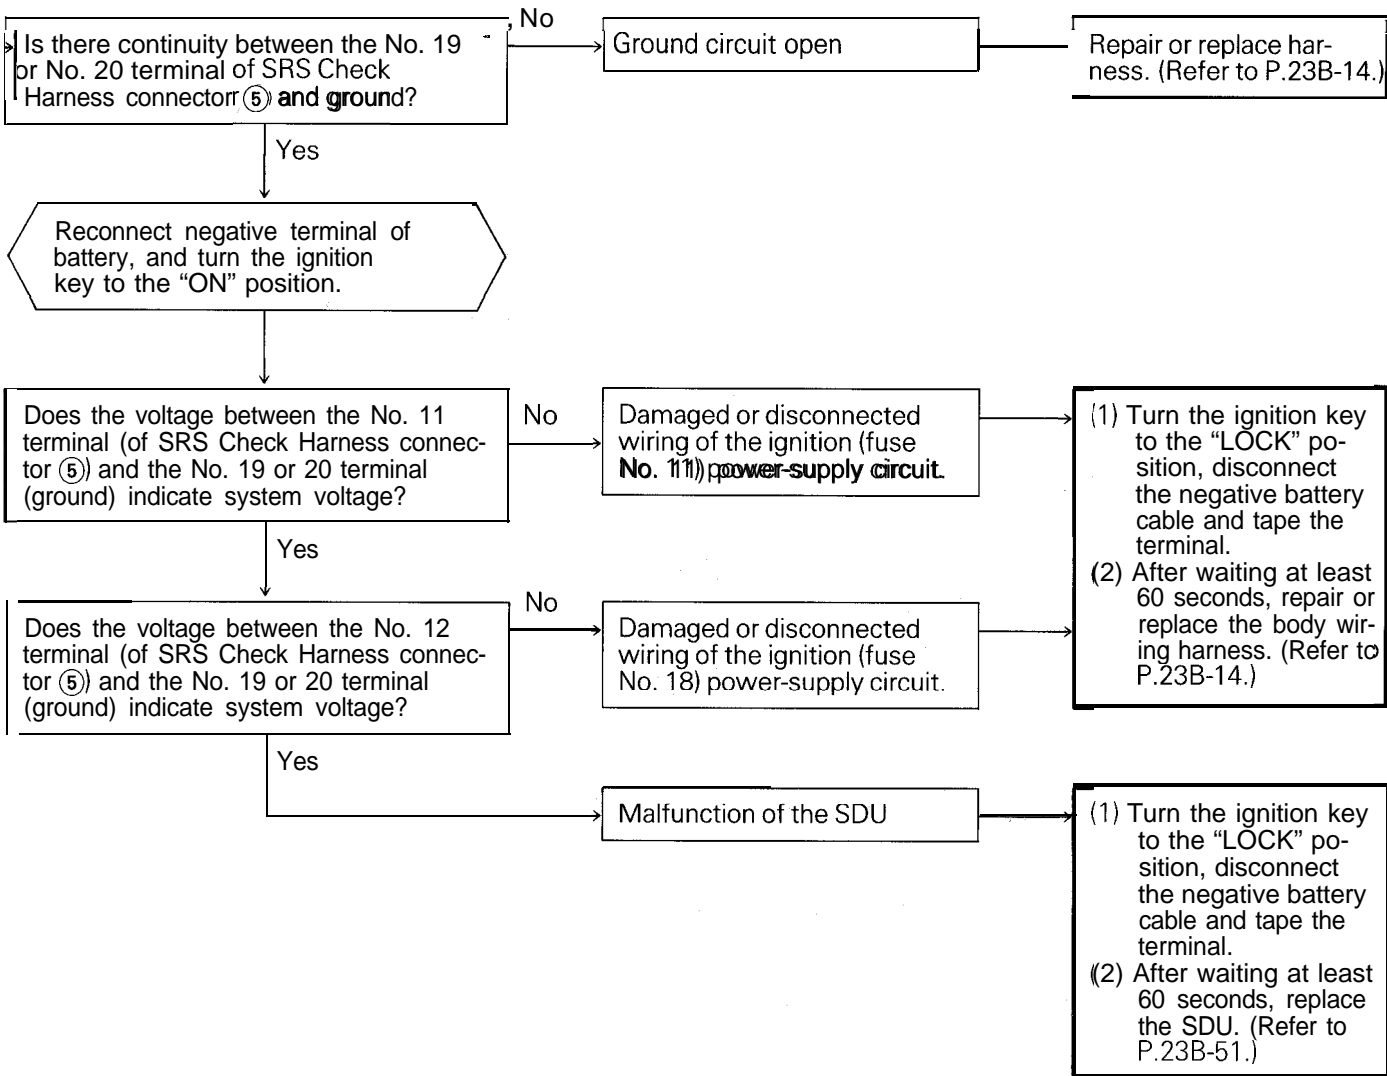 Is there continuity between the No. 19
or No. 20 terminal of SRS Check
Harness connectorr ⑤ and ground?
, No
Ground circuit open
Repair or replace har-
ness. (Refer to P.23B-14.)
Yes
Reconnect negative terminal of
battery, and turn the ignition
key to the “ON” position.
Does the voltage between the No. 11
terminal (of SRS Check Harness connec-
tor ⑤) and the No. 19 or 20 terminal
(ground) indicate system voltage?
No
Damaged or disconnected
wiring of the ignition (fuse
No. 11) power-supply circuit.
(1) Turn the ignition key
to the “LOCK” po-
sition, disconnect
the negative battery
cable and tape the
terminal.
(2) After waiting at least
60 seconds, repair or
replace the body wir-
ing harness. (Refer to
P.23B-14.)
Yes
Does the voltage between the No. 12
terminal (of SRS Check Harness connec-
tor ⑤) and the No. 19 or 20 terminal
(ground) indicate system voltage?
No
Damaged or disconnected
wiring of the ignition (fuse
No. 18) power-supply circuit.
Yes
Malfunction of the SDU
(1) Turn the ignition key
to the “LOCK” po-
sition, disconnect
the negative battery
cable and tape the
terminal.
(2) After waiting at least
60 seconds, replace
the SDU. (Refer to
P.23B-51.)